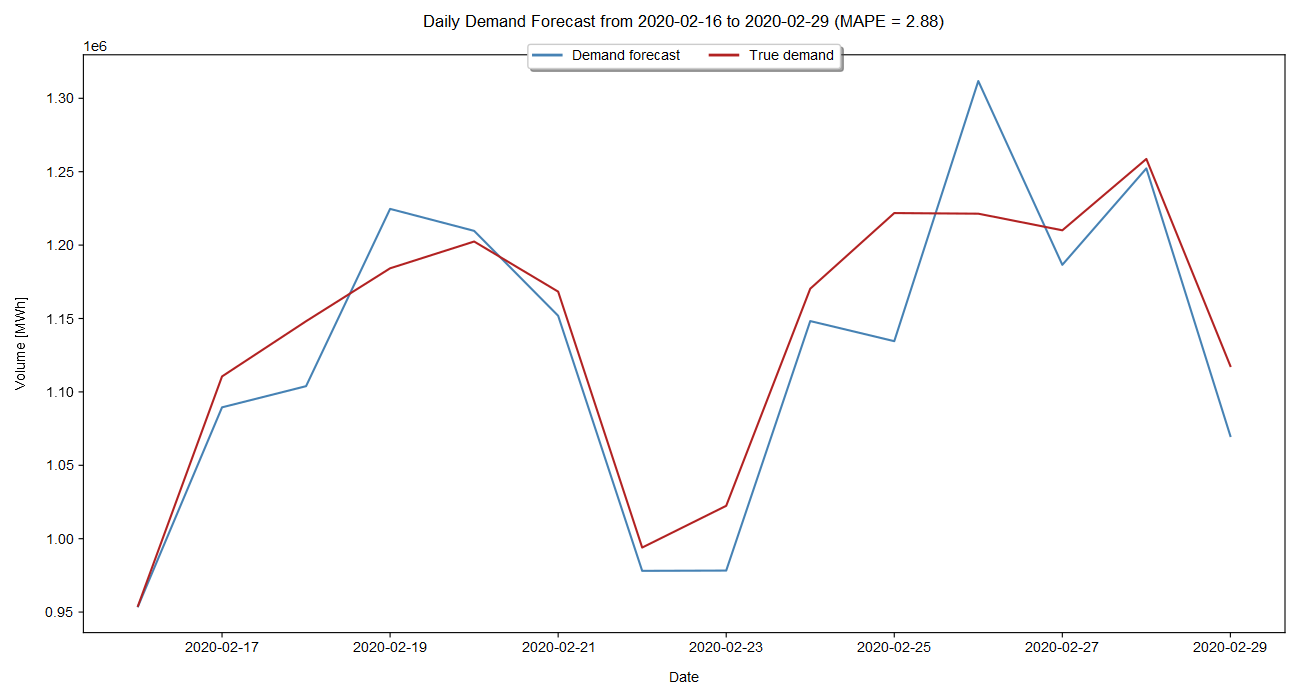 Daily Demand Forecast from 2020-02-16 to 2020-02-29 (MAPE = 2.88)
1e6
Demand forecast True demand
1.30
1.25
1.20
1.15
1.10
1.05
1.00
0.95
Volume [MWh]
2020-02-17 2020-02-19 2020-02-21 2020-02-23 2020-02-25 2020-02-27 2020-02-29
Date